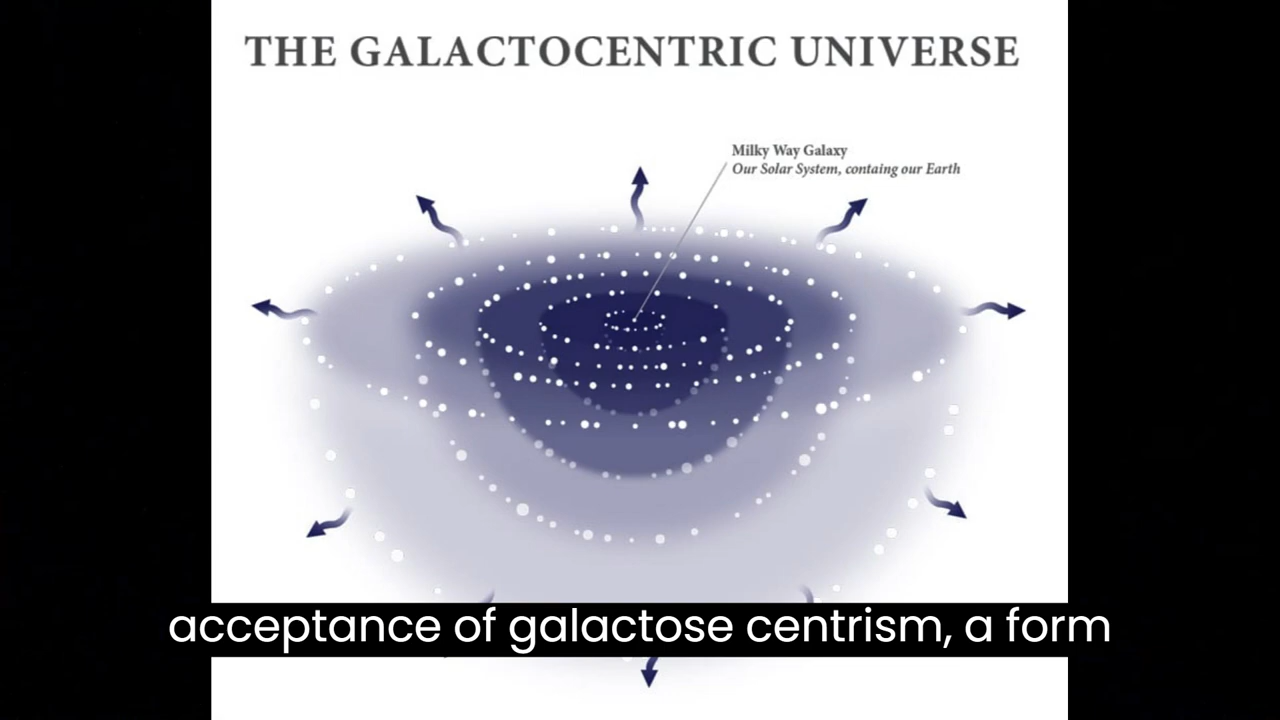 THE GALACTOCENTRIC UNIVERSE
Milky Way Galaxy
Our Solar System, containg our Earth
acceptance of galactose centrism, a form